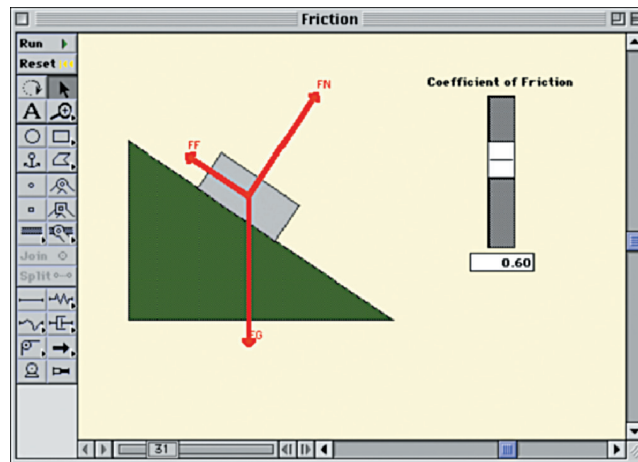 Friction
Run
Reset
A
Join
Split
FN
FF
FG
Coefficient of Friction
0.60
31